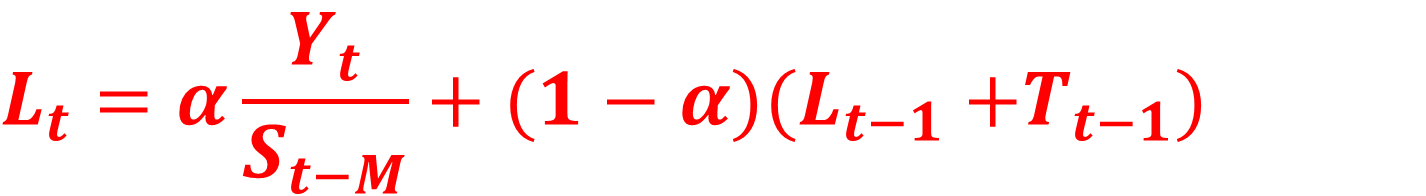 L_t = α Y_t / S_{t−M} + (1 − α)(L_{t−1} + T_{t−1})